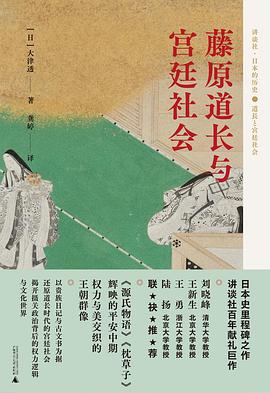 讲谈社·日本的历史
道長と宮廷社会
藤原道长与
宫廷社会
[日] 大津透 著
龚婷 译
日本史里程碑之作
讲谈社百年献礼巨作
刘晓峰 清华大学教授
王新生 北京大学教授
王勇 浙江大学教授
陆扬 北京大学教授
联袂推荐
《源氏物语》《枕草子》
辉映的平安中期
权力与美交织的
王朝群像
以贵族日记与古文书为据
还原道长时代的宫廷社会
揭开摄关政治背后的权力逻辑
与文化世界